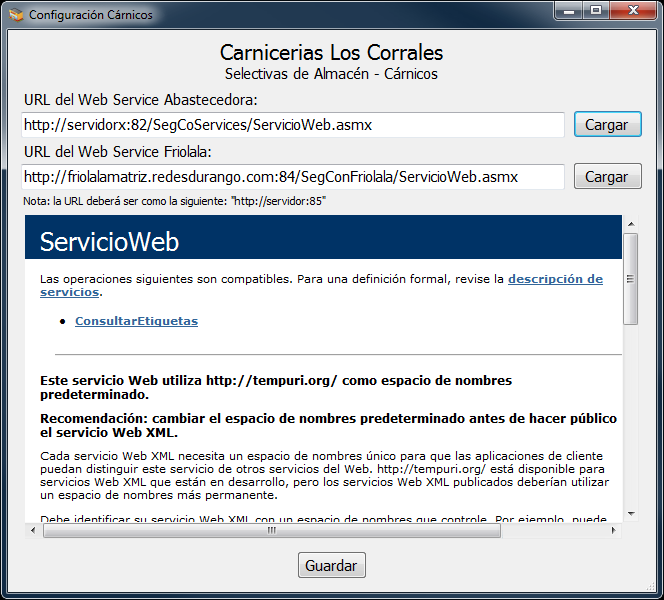 Configuración Cárnicos
Carnicerias Los Corrales
Selectivas de Almacén - Cárnicos
URL del Web Service Abastecedora:
http://servidorx:82/SegCoServices/ServicioWeb.asmx
Cargar
URL del Web Service Friolala:
http://friolalamatriz.redesdurango.com:84/SegConFriolala/ServicioWeb.asmx
Cargar
Nota: la URL deberá ser como la siguiente: "http://servidor:85"
ServicioWeb
Las operaciones siguientes son compatibles. Para una definición formal, revise la descripción de
servicios.
• ConsultarEtiquetas
Este servicio Web utiliza http://tempuri.org/ como espacio de nombres
predeterminado.
Recomendación: cambiar el espacio de nombres predeterminado antes de hacer público
el servicio Web XML.
Cada servicio Web XML necesita un espacio de nombres único para que las aplicaciones de cliente
puedan distinguir este servicio de otros servicios del Web. http://tempuri.org/ está disponible para
servicios Web XML que están en desarrollo, pero los servicios Web XML publicados deberían utilizar
un espacio de nombres más permanente.
Debe identificar su servicio Web XML con un espacio de nombres que controle. Por ejemplo, puede
Guardar